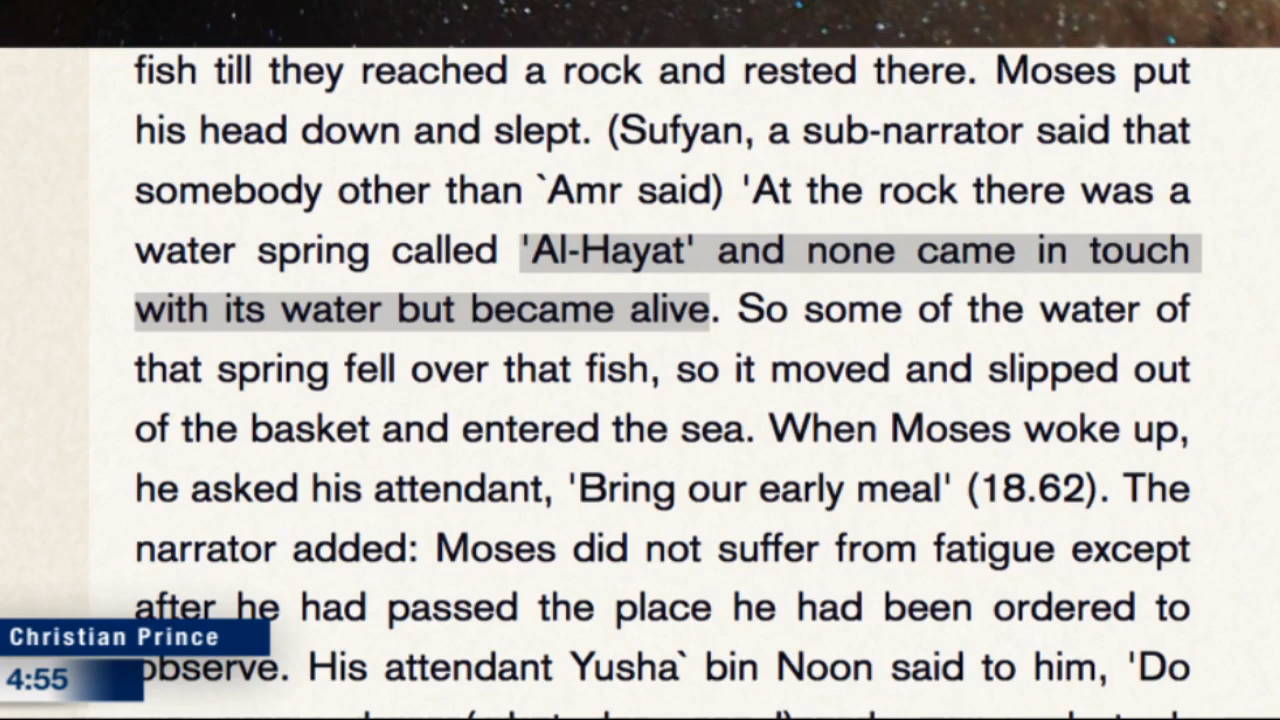 fish till they reached a rock and rested there. Moses put
his head down and slept. (Sufyan, a sub-narrator said that
somebody other than `Amr said) 'At the rock there was a
water spring called 'Al-Hayat' and none came in touch
with its water but became alive. So some of the water of
that spring fell over that fish, so it moved and slipped out
of the basket and entered the sea. When Moses woke up,
he asked his attendant, 'Bring our early meal' (18.62). The
narrator added: Moses did not suffer from fatigue except
after he had passed the place he had been ordered to
observe. His attendant Yusha` bin Noon said to him, 'Do
Christian Prince
4:55